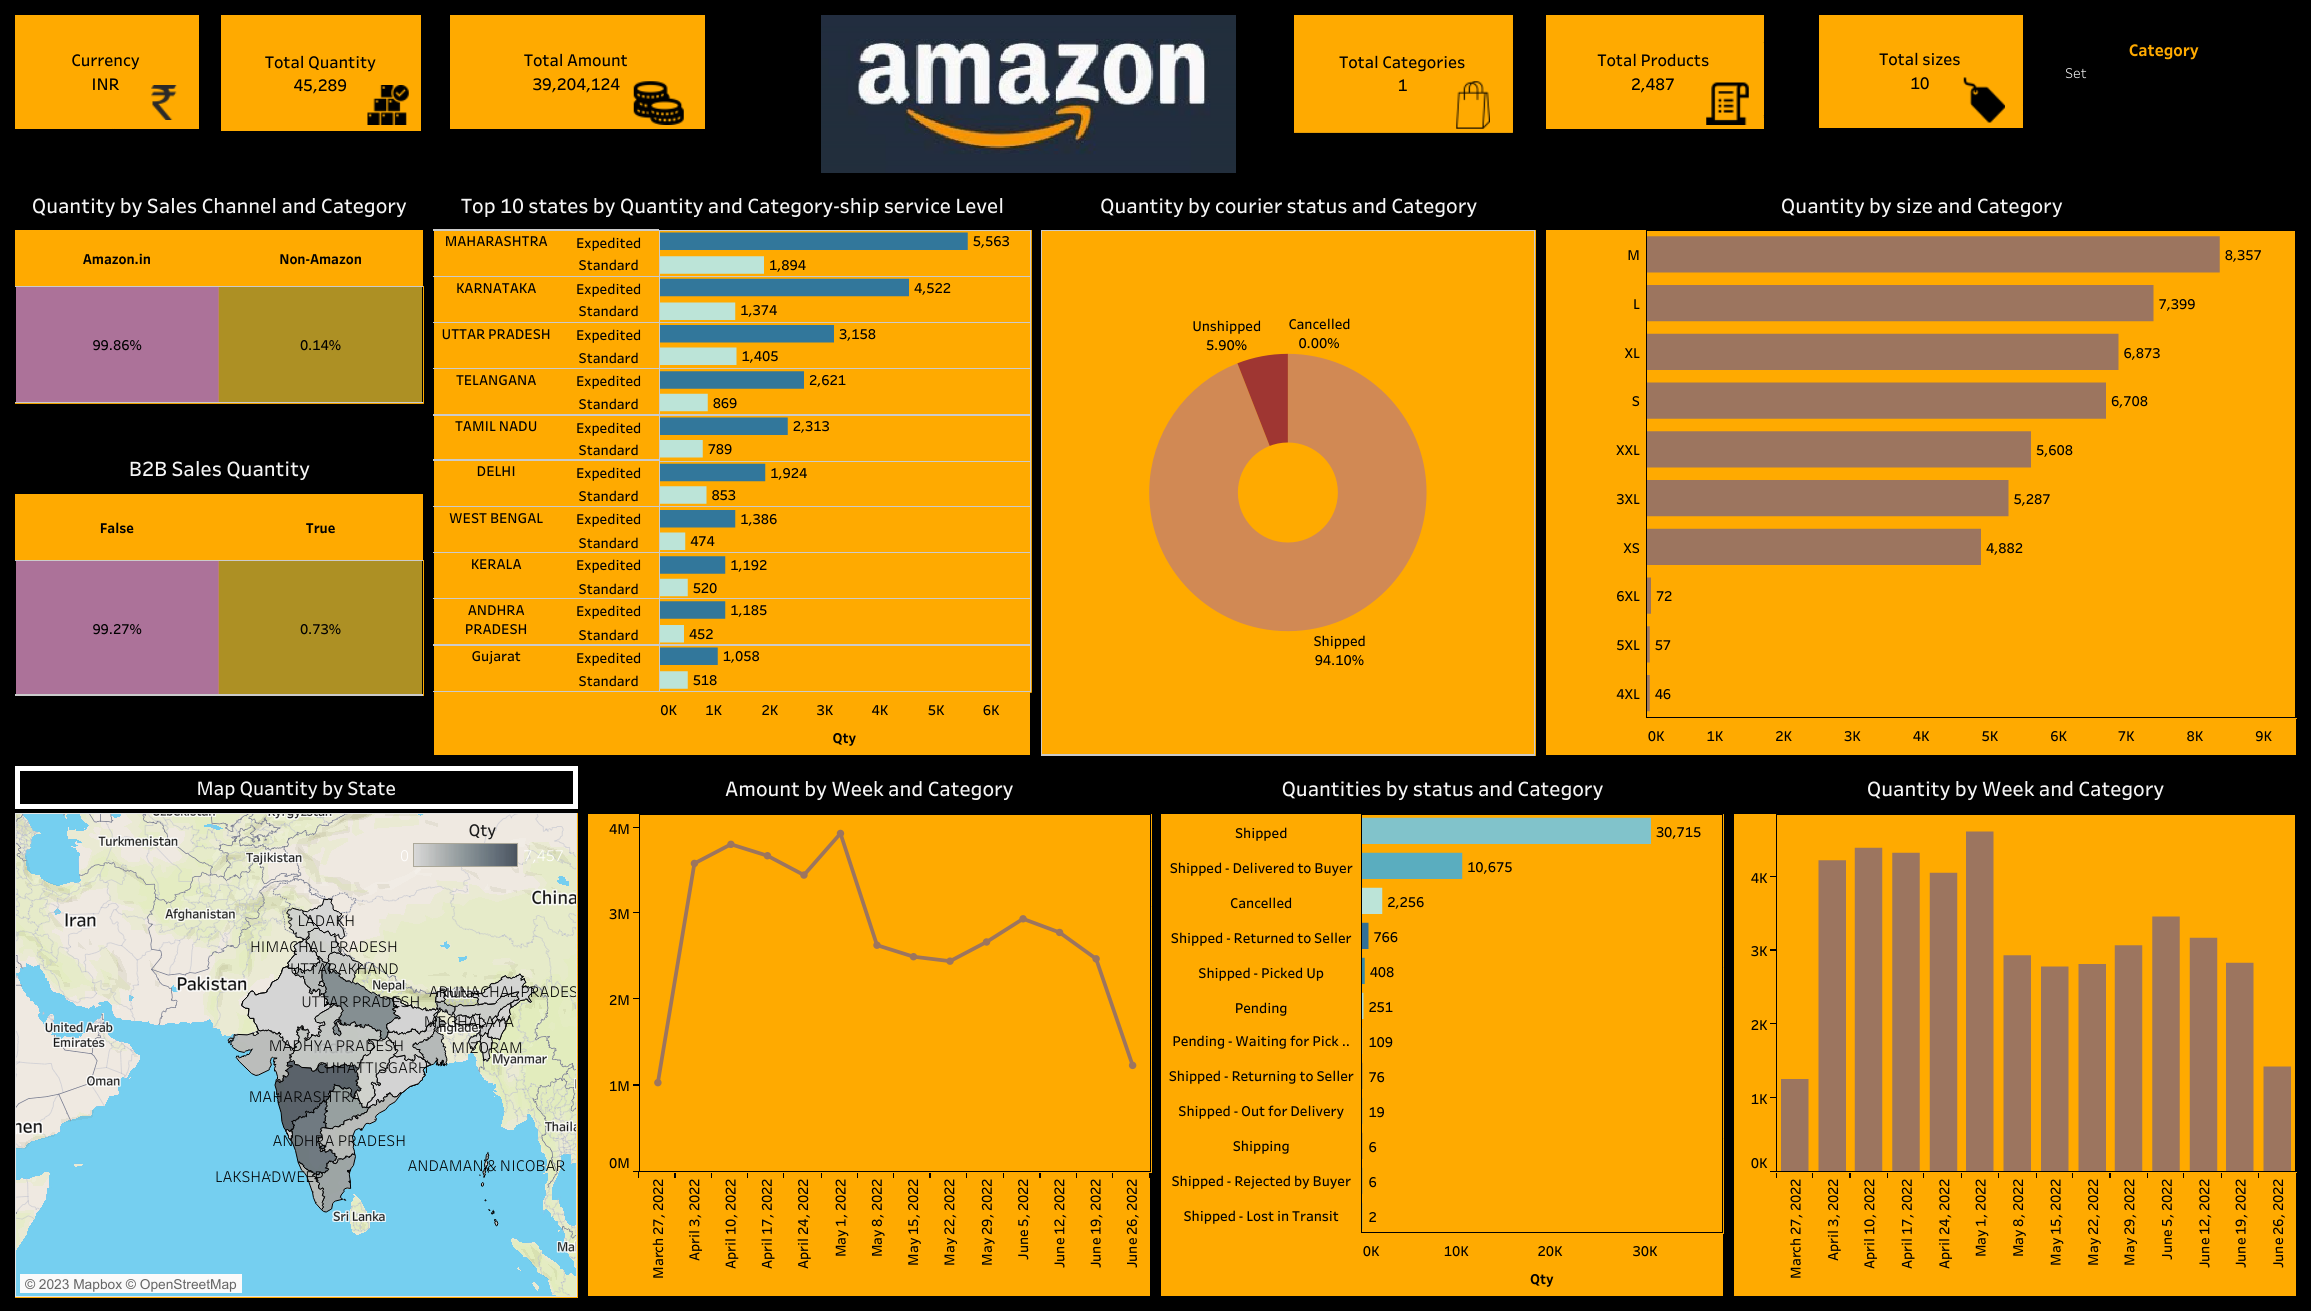 Currency
INR
Total Quantity
45,289
Total Amount
39,204,124
amazon
Total Categories
1
Total Products
2,487
Total sizes
10
Category
Set
Quantity by Sales Channel and Category
Amazon.in Non-Amazon
99.86% 0.14%
B2B Sales Quantity
False True
99.27% 0.73%
Top 10 states by Quantity and Category-ship service Level
MAHARASHTRA Expedited 5,563
Standard 1,894
KARNATAKA Expedited 4,522
Standard 1,374
UTTAR PRADESH Expedited 3,158
Standard 1,405
TELANGANA Expedited 2,621
Standard 869
TAMIL NADU Expedited 2,313
Standard 789
DELHI Expedited 1,924
Standard 853
WEST BENGAL Expedited 1,386
Standard 474
KERALA Expedited 1,192
Standard 520
ANDHRA Expedited 1,185
PRADESH Standard 452
Gujarat Expedited 1,058
Standard 518
0K 1K 2K 3K 4K 5K 6K
Qty
Quantity by courier status and Category
Unshipped
5.90%
Cancelled
0.00%
Shipped
94.10%
Quantity by size and Category
M 8,357
L 7,399
XL 6,873
S 6,708
XXL 5,608
3XL 5,287
XS 4,882
6XL 72
5XL 57
4XL 46
0K 1K 2K 3K 4K 5K 6K 7K 8K 9K
Map Quantity by State
Qty
0
Turkmenistan
Tajikistan
China
Iran
Afghanistan
LADAKH
HIMACHAL PRADESH
UTTARAKHAND
Pakistan
Nepal
ARUNACHAL PRADES
UTTAR PRADESH
MEGHALAYA
United Arab
Emirates
MADHYA PRADESH
MIZORAM
Myanmar
CHHATTISGARH
Oman
MAHARASHTRA
men
Thaila
ANDHRA PRADESH
ANDAMAN & NICOBAR
LAKSHADWEEP
Sri Lanka
Ma
© 2023 Mapbox © OpenStreetMap
Amount by Week and Category
4M
3M
2M
1M
0M
March 27, 2022
April 3, 2022
April 10, 2022
April 17, 2022
April 24, 2022
May 1, 2022
May 8, 2022
May 15, 2022
May 22, 2022
May 29, 2022
June 5, 2022
June 12, 2022
June 19, 2022
June 26, 2022
Quantities by status and Category
Shipped 30,715
Shipped - Delivered to Buyer 10,675
Cancelled 2,256
Shipped - Returned to Seller 766
Shipped - Picked Up 408
Pending 251
Pending - Waiting for Pick .. 109
Shipped - Returning to Seller 76
Shipped - Out for Delivery 19
Shipping 6
Shipped - Rejected by Buyer 6
Shipped - Lost in Transit 2
0K 10K 20K 30K
Qty
Quantity by Week and Category
4K
3K
2K
1K
0K
March 27, 2022
April 3, 2022
April 10, 2022
April 17, 2022
April 24, 2022
May 1, 2022
May 8, 2022
May 15, 2022
May 22, 2022
May 29, 2022
June 5, 2022
June 12, 2022
June 19, 2022
June 26, 2022